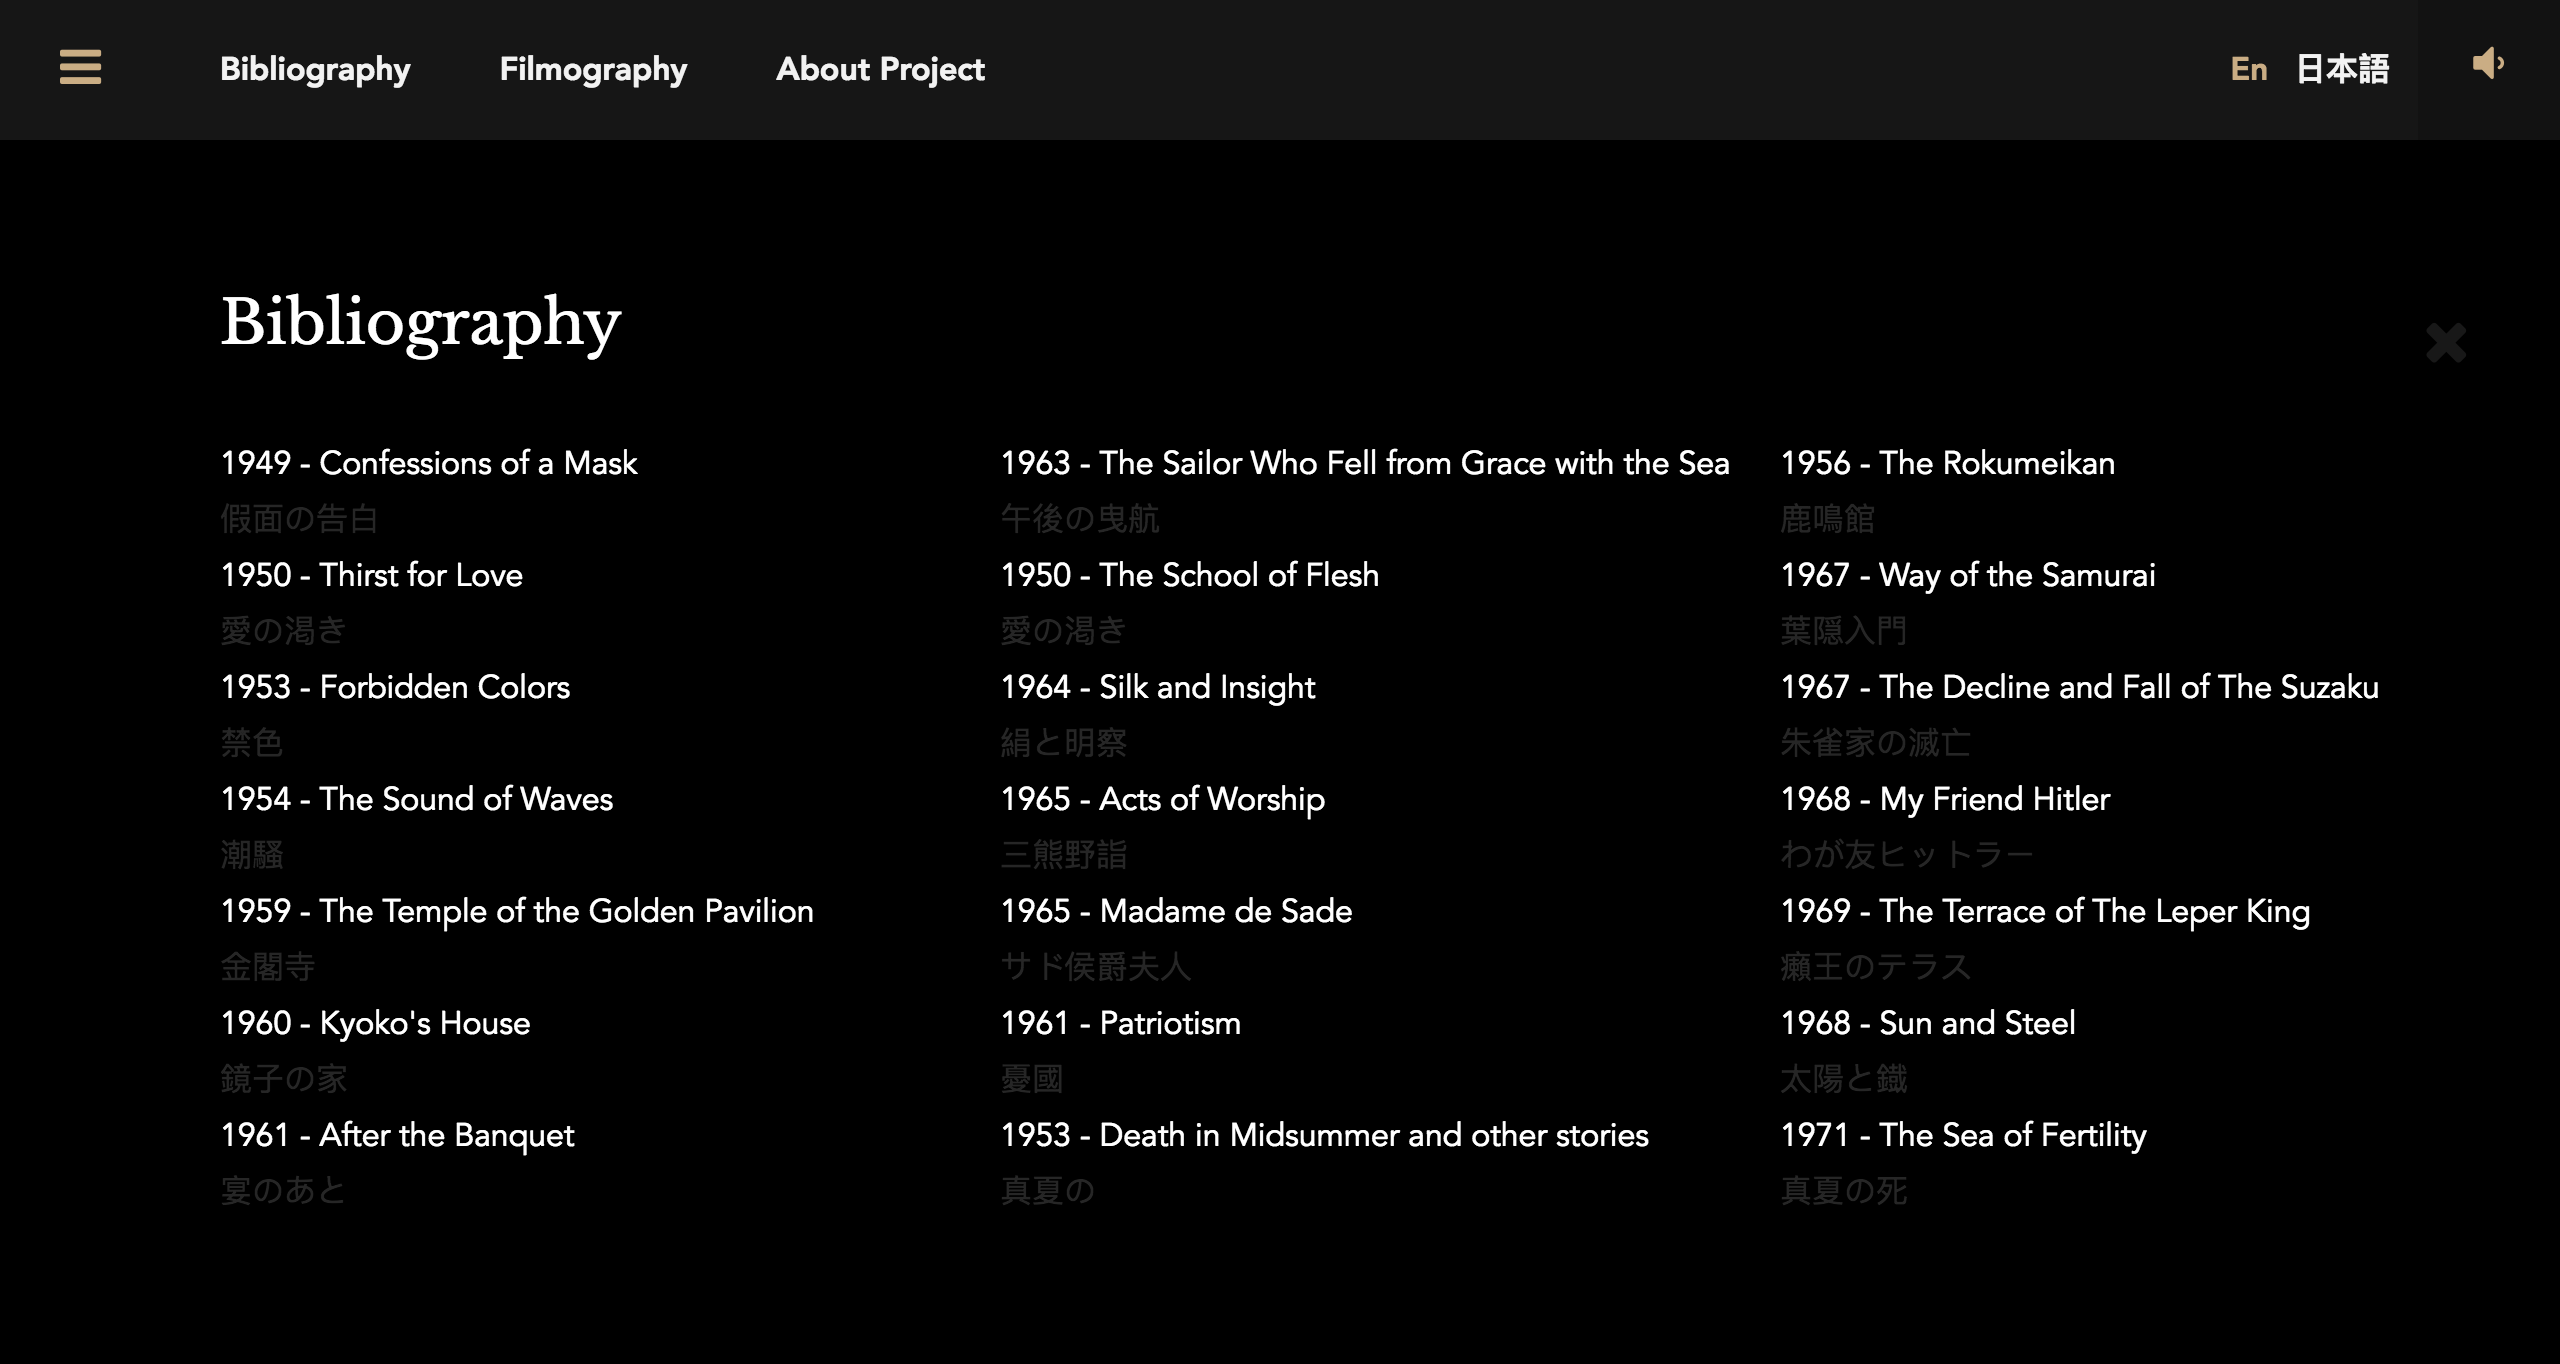 Bibliography
Filmography
About Project
En
日本語
Bibliography
1949 - Confessions of a Mask
假面の告白
1950 - Thirst for Love
愛の渇き
1953 - Forbidden Colors
禁色
1954 - The Sound of Waves
潮騒
1959 - The Temple of the Golden Pavilion
金閣寺
1960 - Kyoko's House
鏡子の家
1961 - After the Banquet
宴のあと
1963 - The Sailor Who Fell from Grace with the Sea
午後の曳航
1950 - The School of Flesh
愛の渇き
1964 - Silk and Insight
絹と明察
1965 - Acts of Worship
三熊野詣
1965 - Madame de Sade
サド侯爵夫人
1961 - Patriotism
憂國
1953 - Death in Midsummer and other stories
真夏の
1956 - The Rokumeikan
鹿鳴館
1967 - Way of the Samurai
葉隠入門
1967 - The Decline and Fall of The Suzaku
朱雀家の滅亡
1968 - My Friend Hitler
わが友ヒットラー
1969 - The Terrace of The Leper King
癩王のテラス
1968 - Sun and Steel
太陽と鐵
1971 - The Sea of Fertility
真夏の死